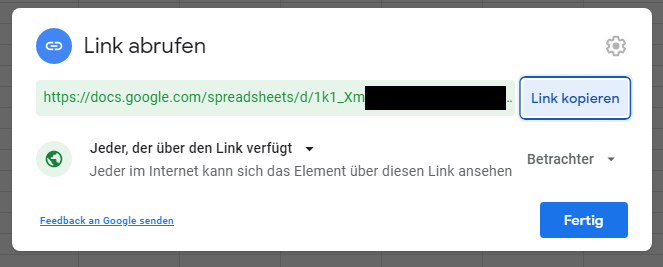 Link abrufen
https://docs.google.com/spreadsheets/d/1k1_Xm
Link kopieren
Jeder, der über den Link verfügt
Jeder im Internet kann sich das Element über diesen Link ansehen
Betrachter
Feedback an Google senden
Fertig